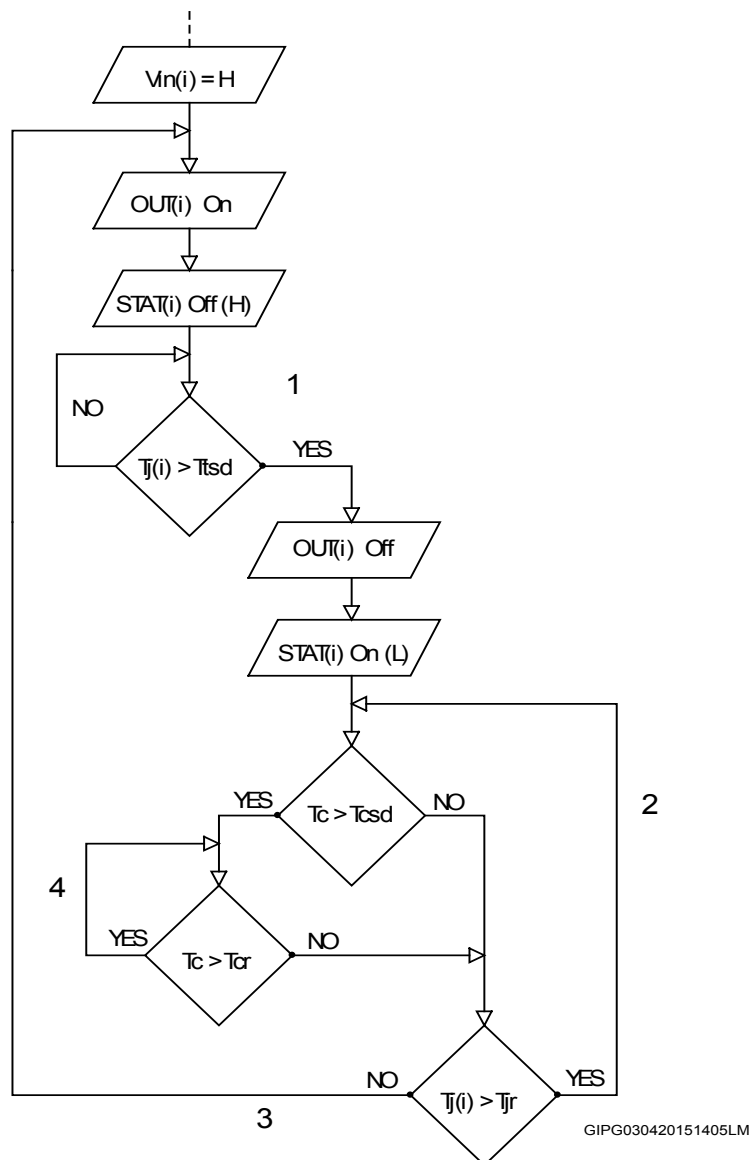 Vin(i) = H
OUT(i) On
STAT(i) Off (H)
1
NO
YES
Tj(i) > Ttsd
OUT(i) Off
STAT(i) On (L)
2
YES
NO
Tc > Tcsd
4
YES
NO
Tc > Tcr
NO
YES
Tj(i) > Tjr
3
GIPG030420151405LM